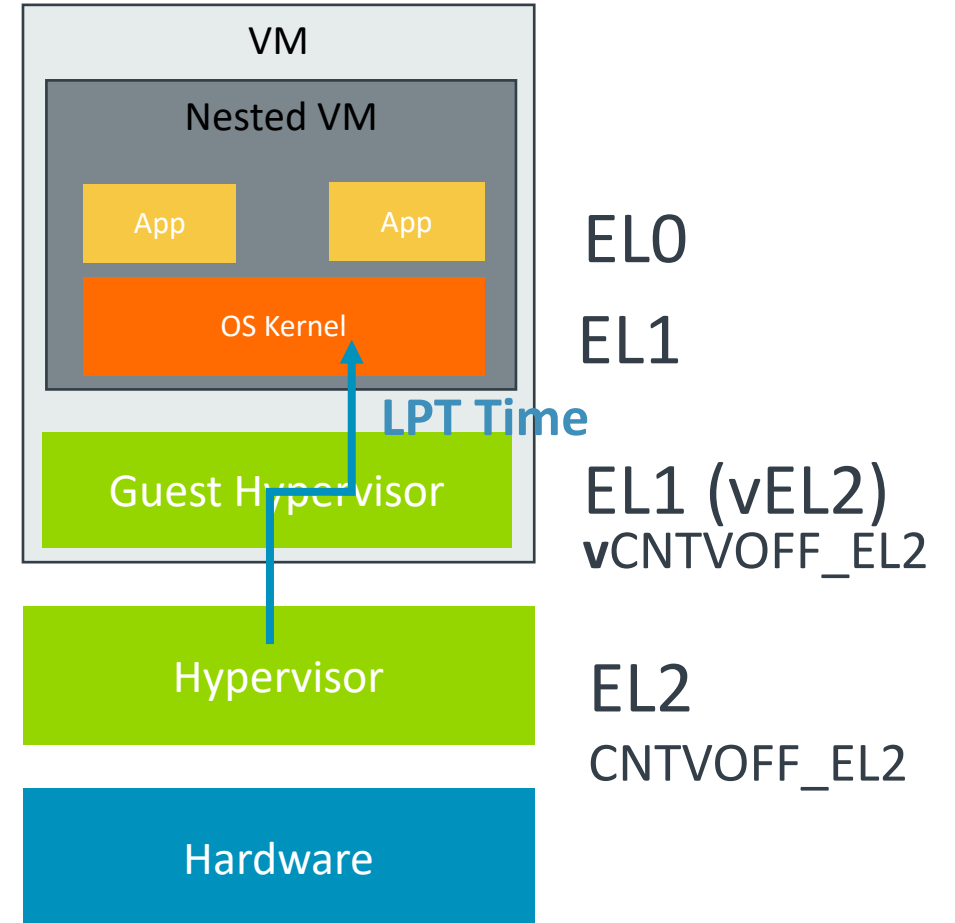 VM
Nested VM
App
App
EL0
OS Kernel
EL1
LPT Time
Guest Hypervisor
EL1 (vEL2)
vCNTVOFF_EL2
Hypervisor
EL2
CNTVOFF_EL2
Hardware